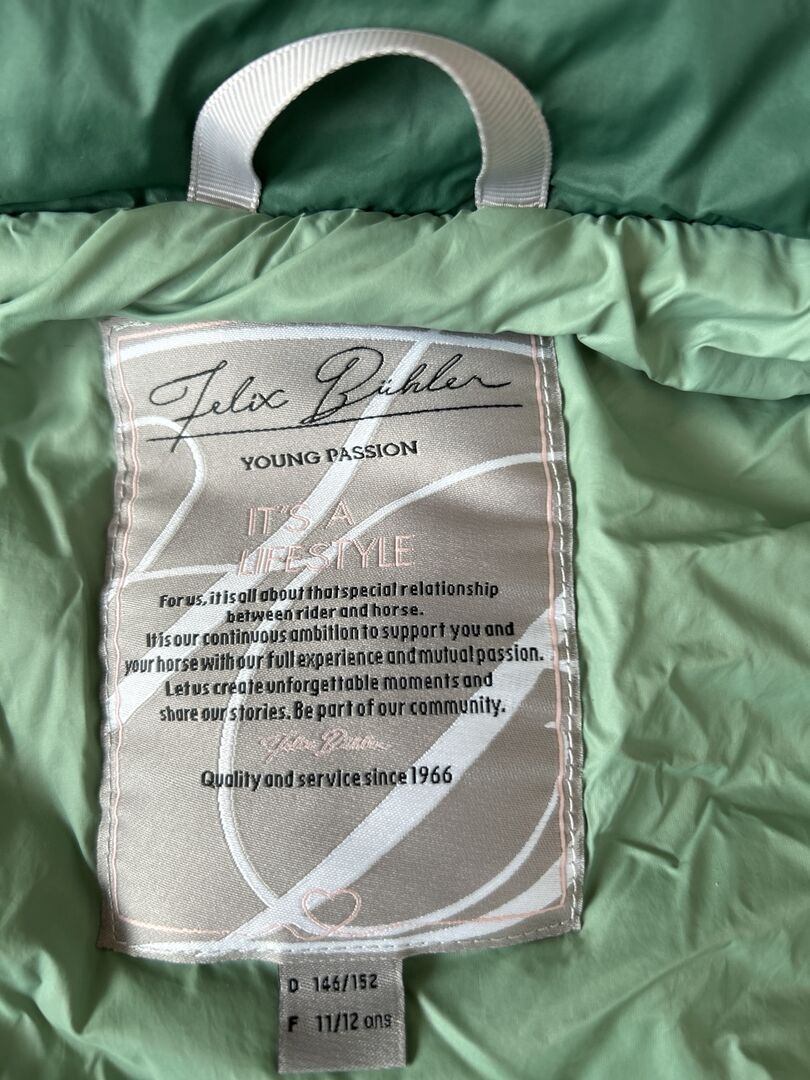 Felix Bühler
YOUNG PASSION
IT'S A
LIFESTYLE
For us, it is all about that special relationship
between rider and horse.
It is our continuous ambition to support you and
your horse with our full experience and mutual passion.
Let us create unforgettable moments and
share our stories. Be part of our community.
Felix Bühler
Quality and service since 1966
D 146/152
F 11/12 ans